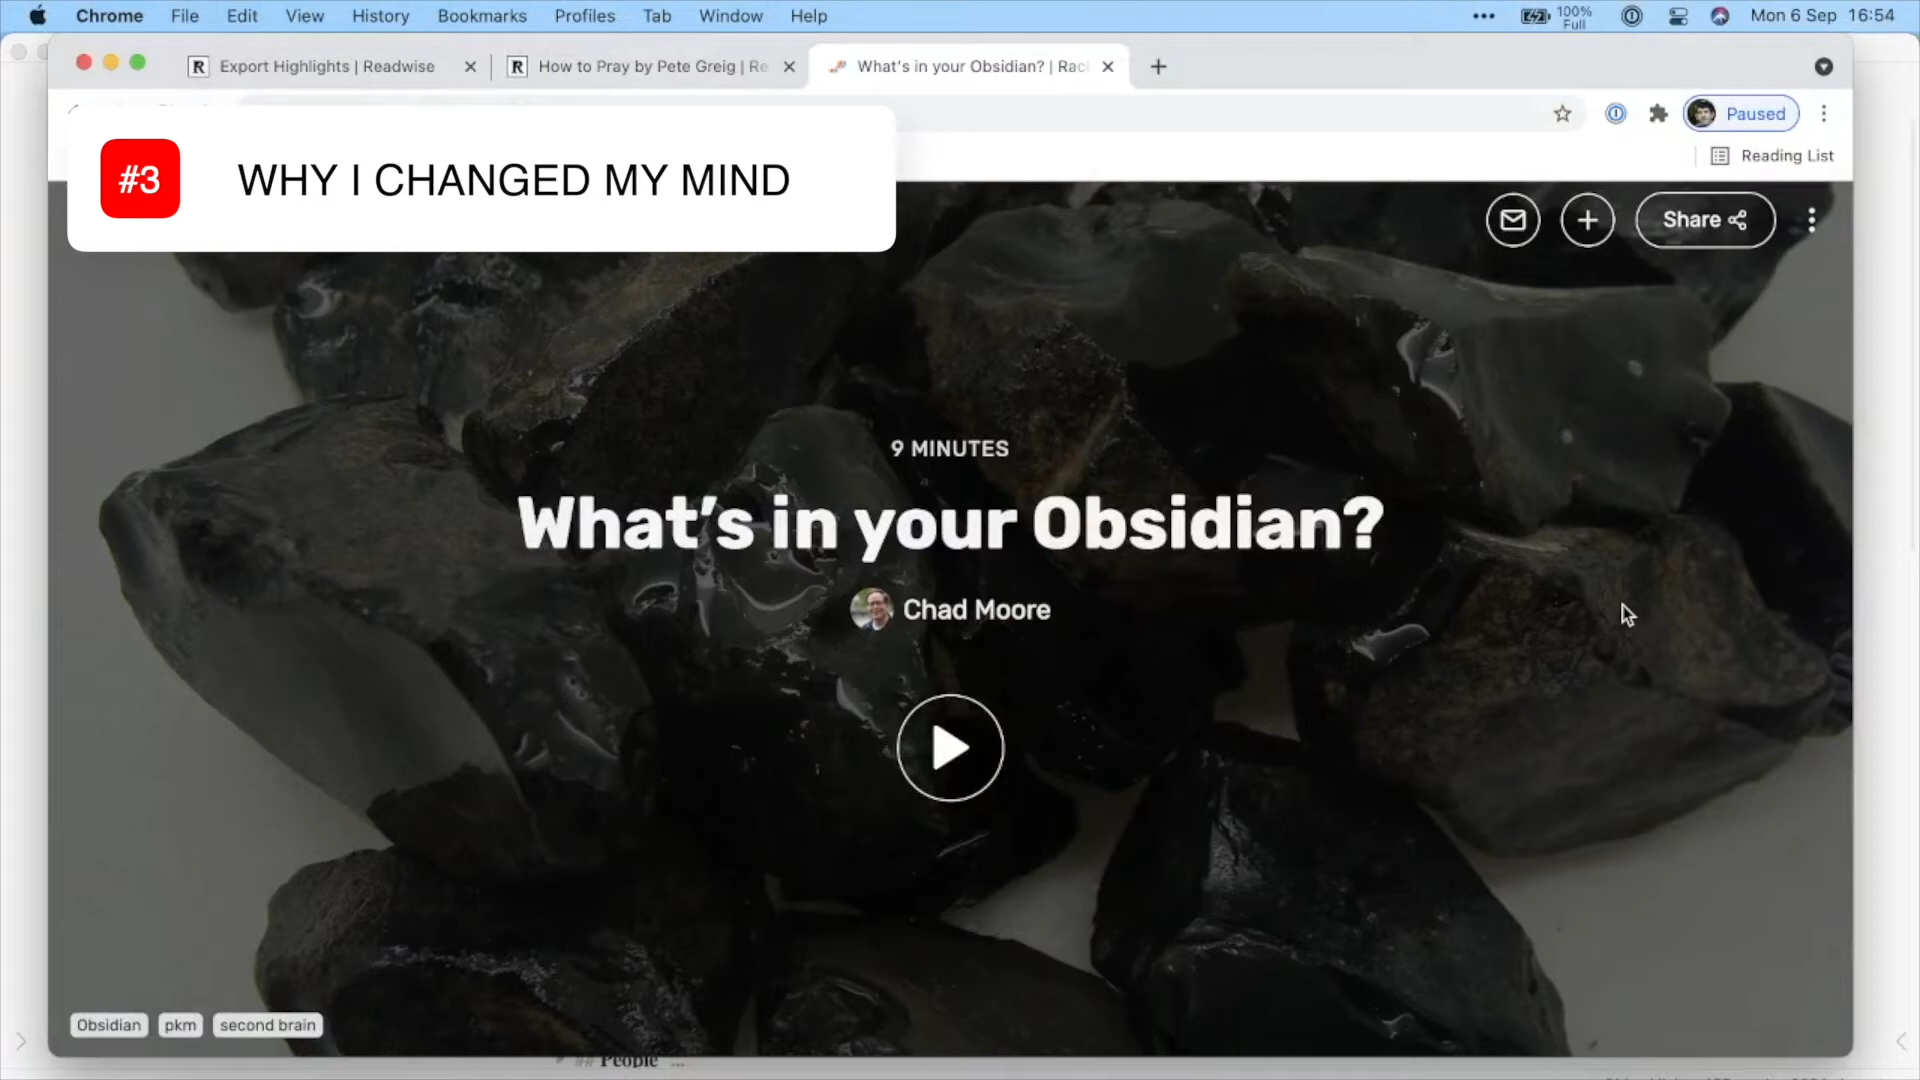 Chrome File Edit View History Bookmarks Profiles Tab Window Help 100% Full Mon 6 Sep 16:54
R Export Highlights | Readwise R How to Pray by Pete Greig | Re What's in your Obsidian? | Rac
Paused
Reading List
#3 WHY I CHANGED MY MIND
Share
9 MINUTES
What's in your Obsidian?
Chad Moore
Obsidian pkm second brain
## People ...